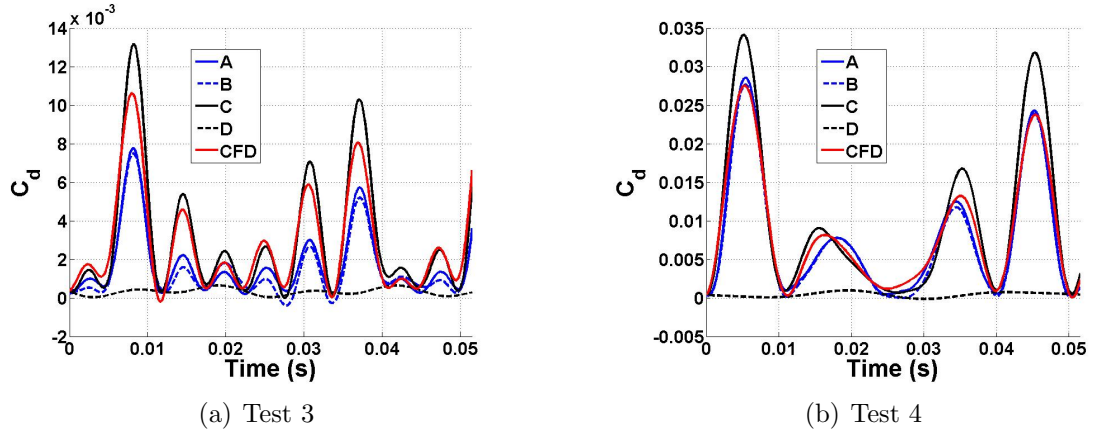 x 10⁻³
14
12
10
8
6
4
2
0
-2
C_d
0 0.01 0.02 0.03 0.04 0.05
Time (s)
A
B
C
D
CFD
(a) Test 3
0.035
0.03
0.025
0.02
0.015
0.01
0.005
0
-0.005
C_d
0 0.01 0.02 0.03 0.04 0.05
Time (s)
A
B
C
D
CFD
(b) Test 4